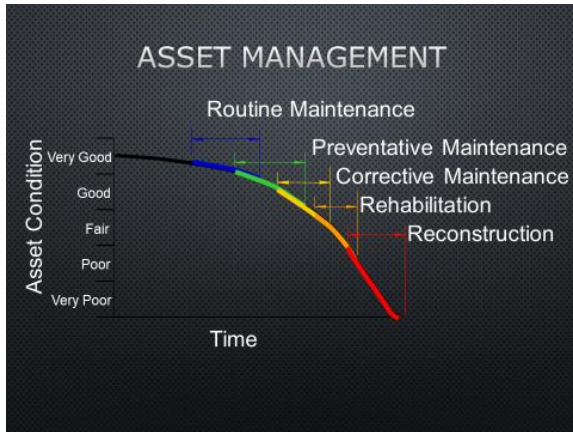 ASSET MANAGEMENT
Routine Maintenance
Preventative Maintenance
Corrective Maintenance
Rehabilitation
Reconstruction
Asset Condition
Very Good
Good
Fair
Poor
Very Poor
Time